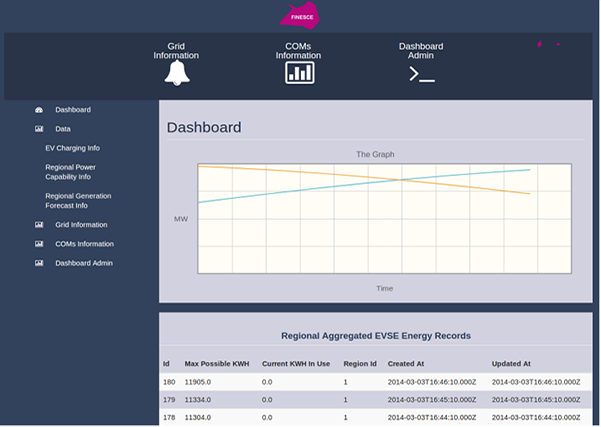 FINESCE
Grid
Information
COMs
Information
Dashboard
Admin
Dashboard
Data
EV Charging Info
Regional Power
Capability Info
Regional Generation
Forecast Info
Grid Information
COMs Information
Dashboard Admin
Dashboard
The Graph
MW
Time
Regional Aggregated EVSE Energy Records
Id Max Possible KWH Current KWH In Use Region Id Created At Updated At
180 11905.0 0.0 1 2014-03-03T16:46:10.000Z 2014-03-03T16:46:10.000Z
179 11334.0 0.0 1 2014-03-03T16:45:10.000Z 2014-03-03T16:45:10.000Z
178 11304.0 0.0 1 2014-03-03T16:44:10.000Z 2014-03-03T16:44:10.000Z